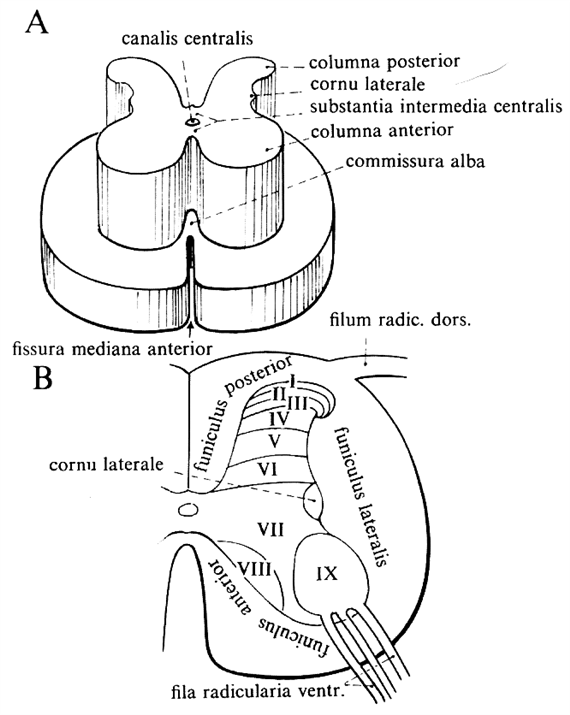 A
canalis centralis
columna posterior
cornu laterale
substantia intermedia centralis
columna anterior
commissura alba
filum radic. dors.
fissura mediana anterior
B
funiculus posterior
I
II
III
IV
V
VI
funiculus lateralis
cornu laterale
VII
VIII
IX
funiculus anterior
fila radicularia ventr.